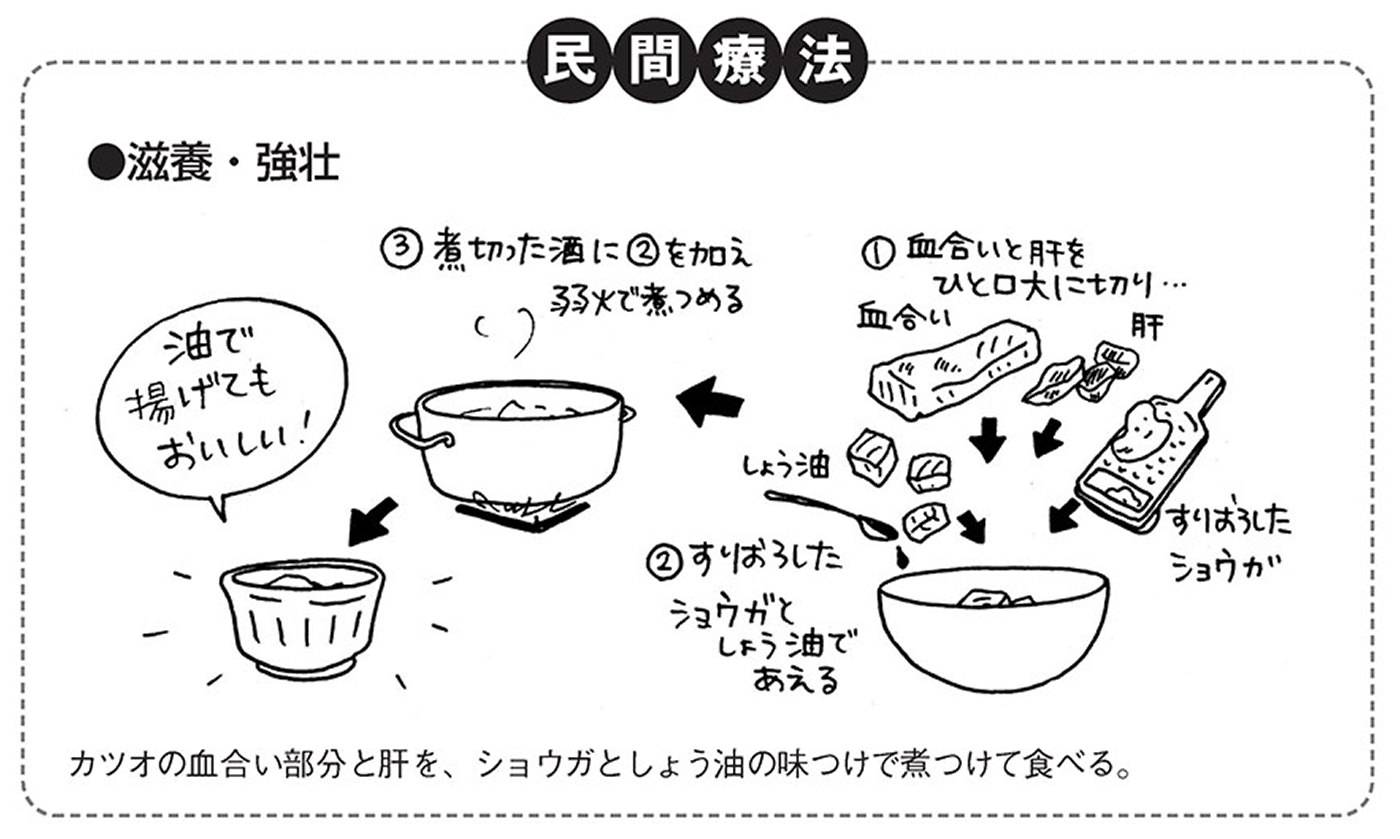 民間療法
●滋養・強壮
① 血合いと肝を
ひと口大に切り…
血合い
肝
しょう油
すりおろした
ショウガ
② すりおろした
ショウガと
しょう油で
あえる
③ 煮切った酒に②を加え
弱火で煮つめる
油で
揚げても
おいしい!
カツオの血合い部分と肝を、ショウガとしょう油の味つけで煮つけて食べる。